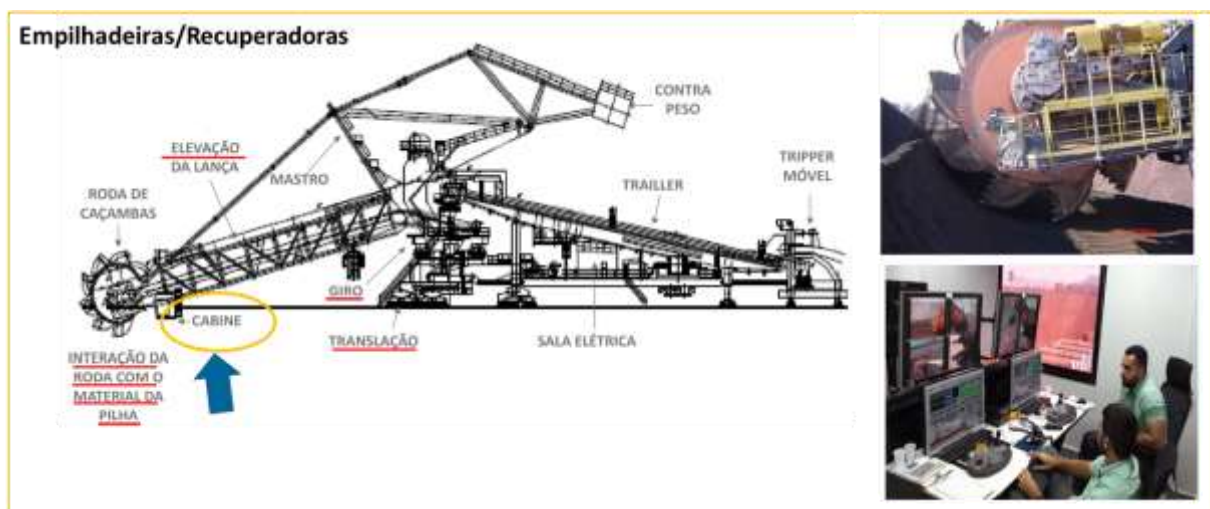 Empilhadeiras/Recuperadoras
CONTRA
PESO
ELEVAÇÃO
DA LANÇA
MASTRO
TRIPPER
MÓVEL
RODA DE
CAÇAMBAS
TRAILLER
GIRO
CABINE
TRANSLAÇÃO
SALA ELÉTRICA
INTERAÇÃO DA
RODA COM O
MATERIAL DA
PILHA